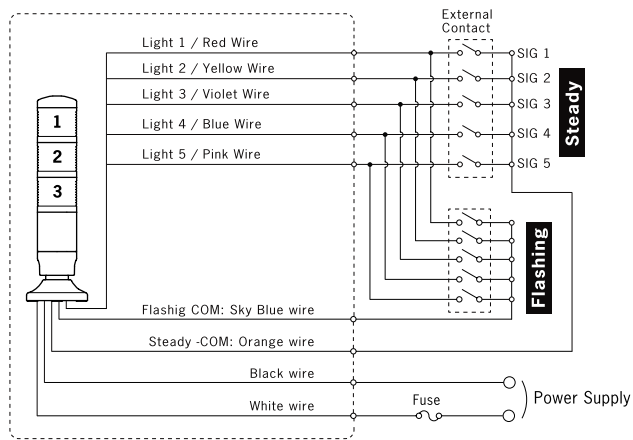 External
Contact
Light 1 / Red Wire
SIG 1
Light 2 / Yellow Wire
SIG 2
Light 3 / Violet Wire
SIG 3
Light 4 / Blue Wire
SIG 4
Light 5 / Pink Wire
SIG 5
Steady
1
2
3
Flashing
Flashig COM: Sky Blue wire
Steady -COM: Orange wire
Black wire
Power Supply
White wire
Fuse